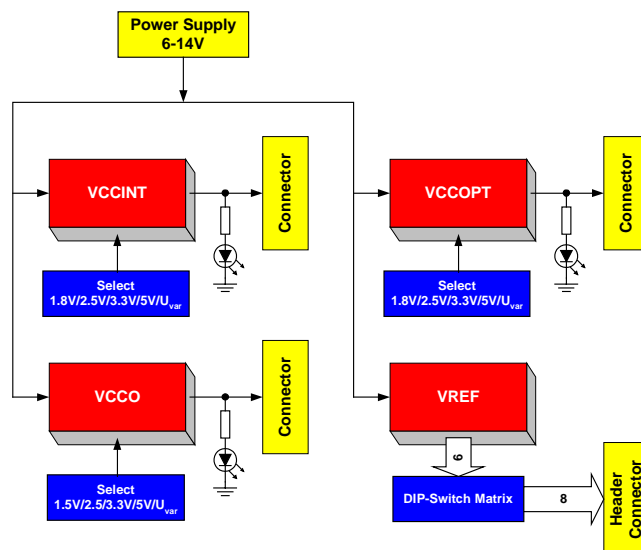 Power Supply
6-14V
VCCINT
Connector
Select
1.8V/2.5V/3.3V/5V/Uvar
VCCOPT
Connector
Select
1.8V/2.5V/3.3V/5V/Uvar
VCCO
Connector
Select
1.5V/2.5/3.3V/5V/Uvar
VREF
6
DIP-Switch Matrix
8
Header
Connector